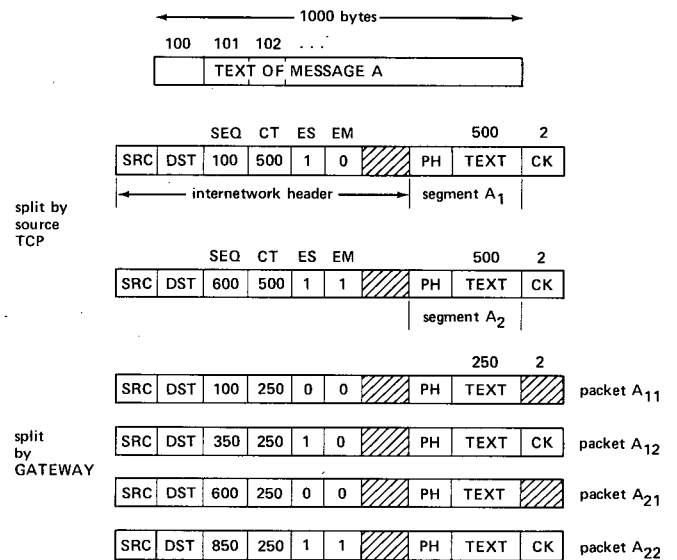 1000 bytes
100 101 102 ...
TEXT OF MESSAGE A
SEQ CT ES EM 500 2
SRC DST 100 500 1 0 PH TEXT CK
internetwork header segment A1
split by
source
TCP
SEQ CT ES EM 500 2
SRC DST 600 500 1 1 PH TEXT CK
segment A2
250 2
SRC DST 100 250 0 0 PH TEXT packet A11
split
by
GATEWAY
SRC DST 350 250 1 0 PH TEXT CK packet A12
SRC DST 600 250 0 0 PH TEXT packet A21
SRC DST 850 250 1 1 PH TEXT CK packet A22